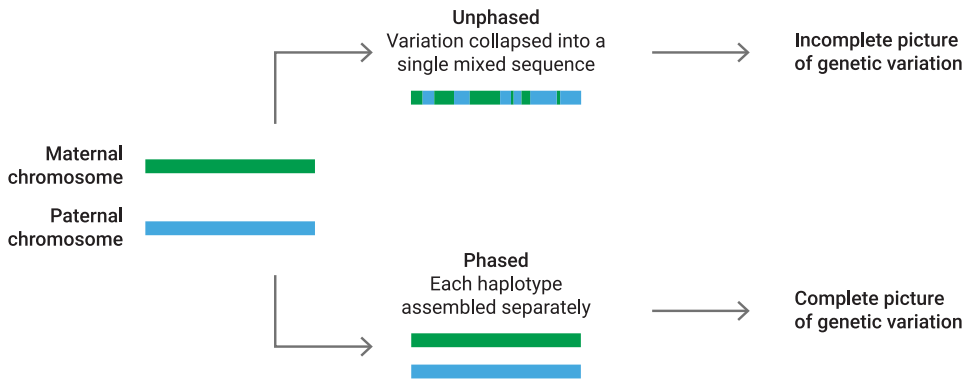 Unphased
Variation collapsed into a
single mixed sequence
Incomplete picture
of genetic variation
Maternal
chromosome
Paternal
chromosome
Phased
Each haplotype
assembled separately
Complete picture
of genetic variation